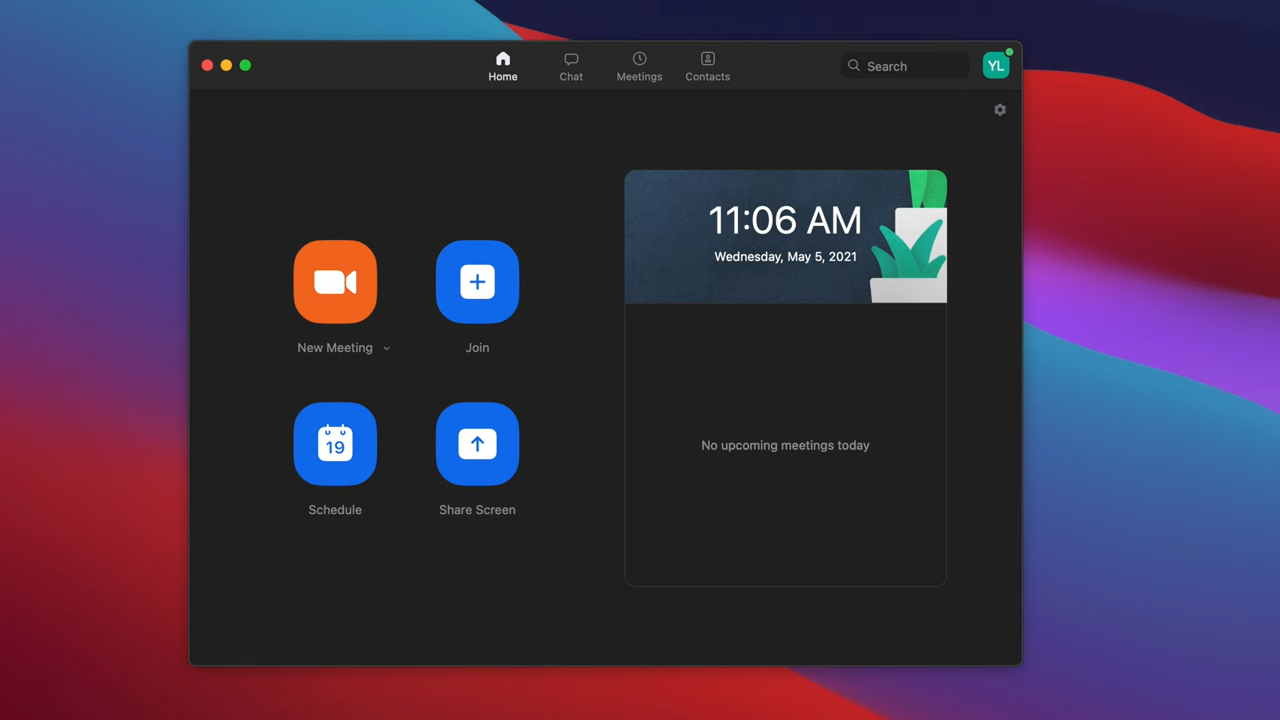 Home
Chat
Meetings
Contacts
Search
YL
11:06 AM
Wednesday, May 5, 2021
New Meeting
Join
No upcoming meetings today
19
Schedule
Share Screen